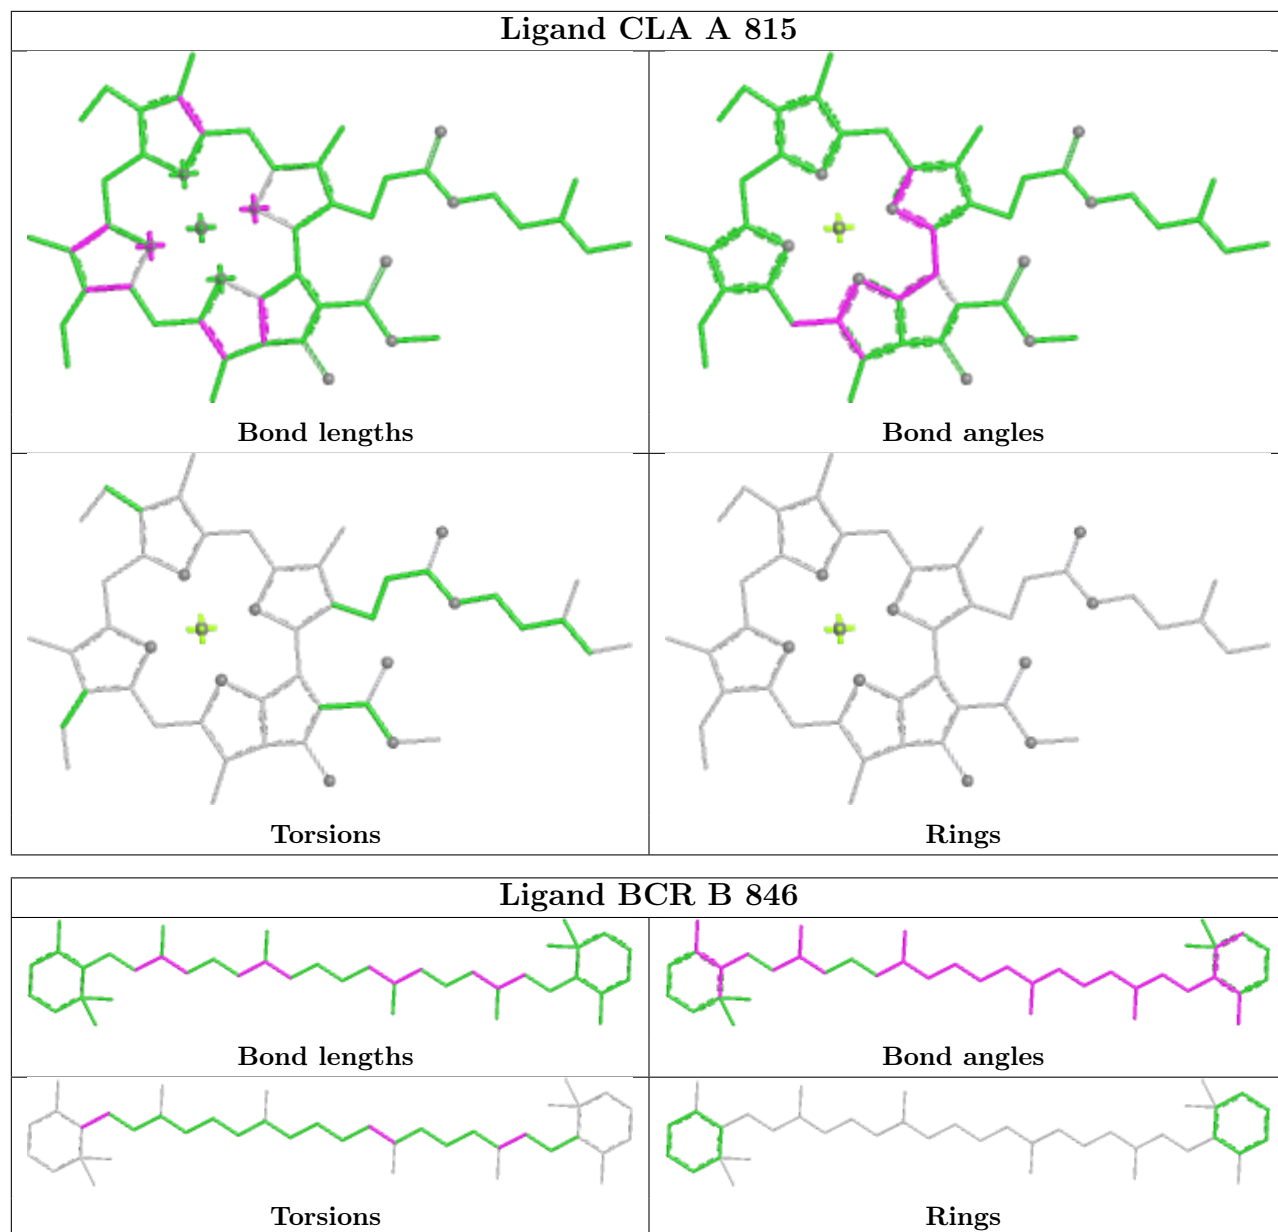 Ligand CLA A 815
Bond lengths
Bond angles
Torsions
Rings
Ligand BCR B 846
Bond lengths
Bond angles
Torsions
Rings